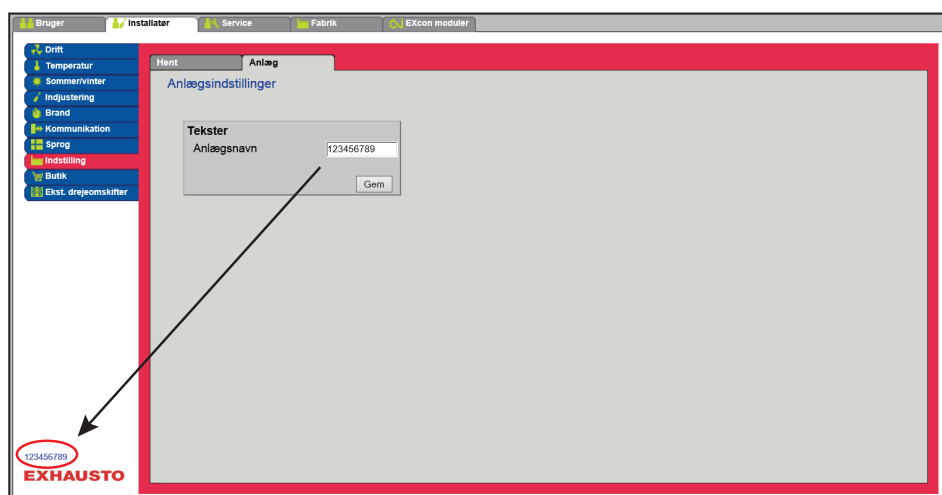 Bruger
Installatør
Service
Fabrik
EXcon moduler
Drift
Temperatur
Sommer/vinter
Indjustering
Brand
Kommunikation
Sprog
Indstilling
Butik
Ekst. drejeomskifter
Hent
Anlæg
Anlægsindstillinger
Tekster
Anlægsnavn 123456789
Gem
123456789
EXHAUSTO